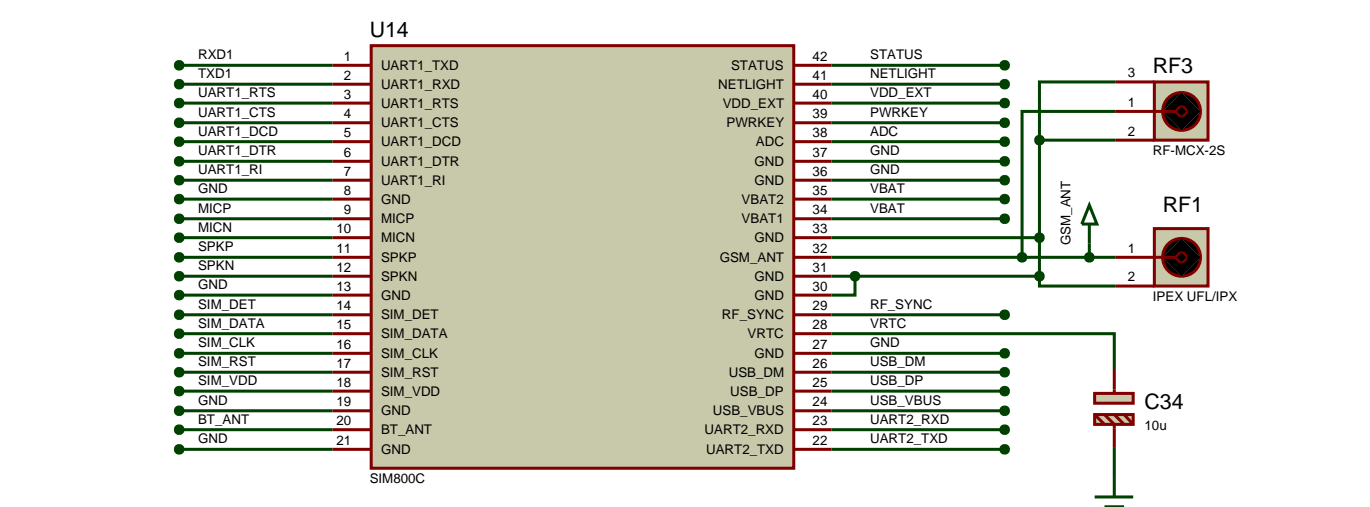 U14
RXD1 1 UART1_TXD STATUS 42 STATUS
TXD1 2 UART1_RXD NETLIGHT 41 NETLIGHT
UART1_RTS 3 UART1_RTS VDD_EXT 40 VDD_EXT
UART1_CTS 4 UART1_CTS PWRKEY 39 PWRKEY
UART1_DCD 5 UART1_DCD ADC 38 ADC
UART1_DTR 6 UART1_DTR GND 37 GND
UART1_RI 7 UART1_RI GND 36 GND
GND 8 GND VBAT2 35 VBAT
MICP 9 MICP VBAT1 34 VBAT
MICN 10 MICN GND 33
SPKP 11 SPKP GSM_ANT 32
SPKN 12 SPKN GND 31
GND 13 GND GND 30
SIM_DET 14 SIM_DET RF_SYNC 29 RF_SYNC
SIM_DATA 15 SIM_DATA VRTC 28 VRTC
SIM_CLK 16 SIM_CLK GND 27 GND
SIM_RST 17 SIM_RST USB_DM 26 USB_DM
SIM_VDD 18 SIM_VDD USB_DP 25 USB_DP
GND 19 GND USB_VBUS 24 USB_VBUS
BT_ANT 20 BT_ANT UART2_RXD 23 UART2_RXD
GND 21 GND UART2_TXD 22 UART2_TXD
SIM800C
RF3
3
1
2
RF-MCX-2S
GSM_ANT
RF1
1
2
IPEX UFL/IPX
C34
10u